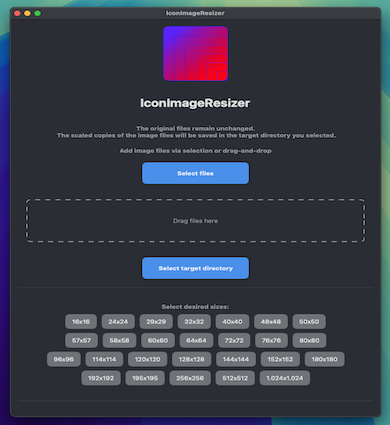 IconImageResizer
IconImageResizer
The original files remain unchanged.
The scaled copies of the image files will be saved in the target directory you selected.
Add image files via selection or drag-and-drop
Select files
Drag files here
Select target directory
Select desired sizes:
16x16 24x24 29x29 32x32 40x40 48x48 50x50
57x57 58x58 60x60 64x64 72x72 76x76 80x80
96x96 114x114 120x120 128x128 144x144 152x152 180x180
192x192 195x195 256x256 512x512 1.024x1.024